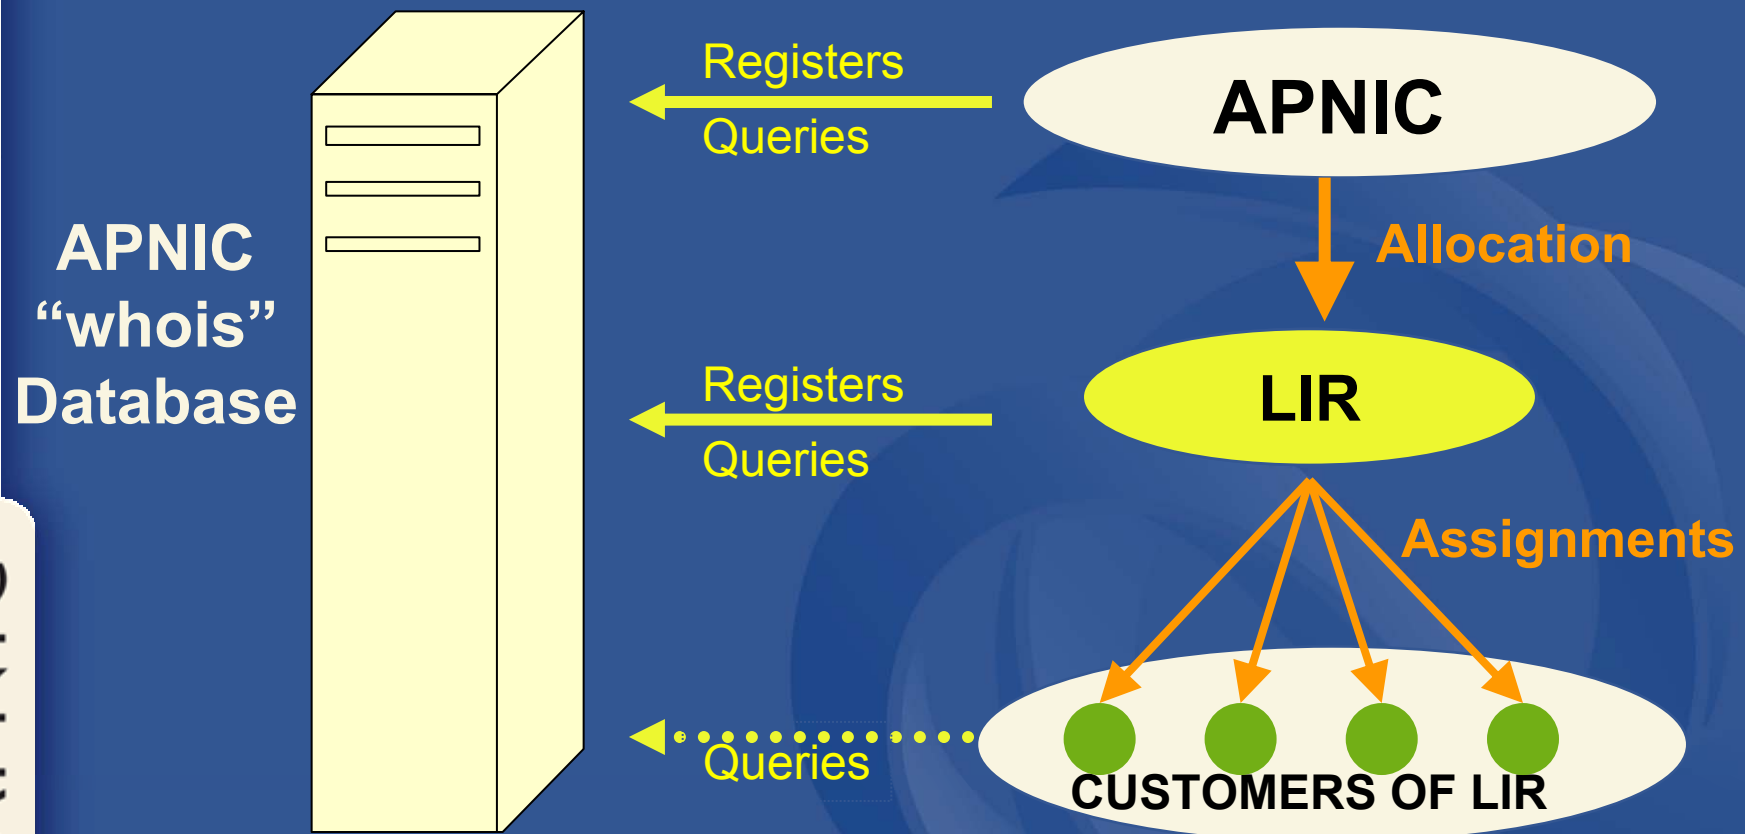 APNIC
“whois”
Database
Registers
Queries
APNIC
Allocation
Registers
Queries
LIR
Assignments
Queries
CUSTOMERS OF LIR